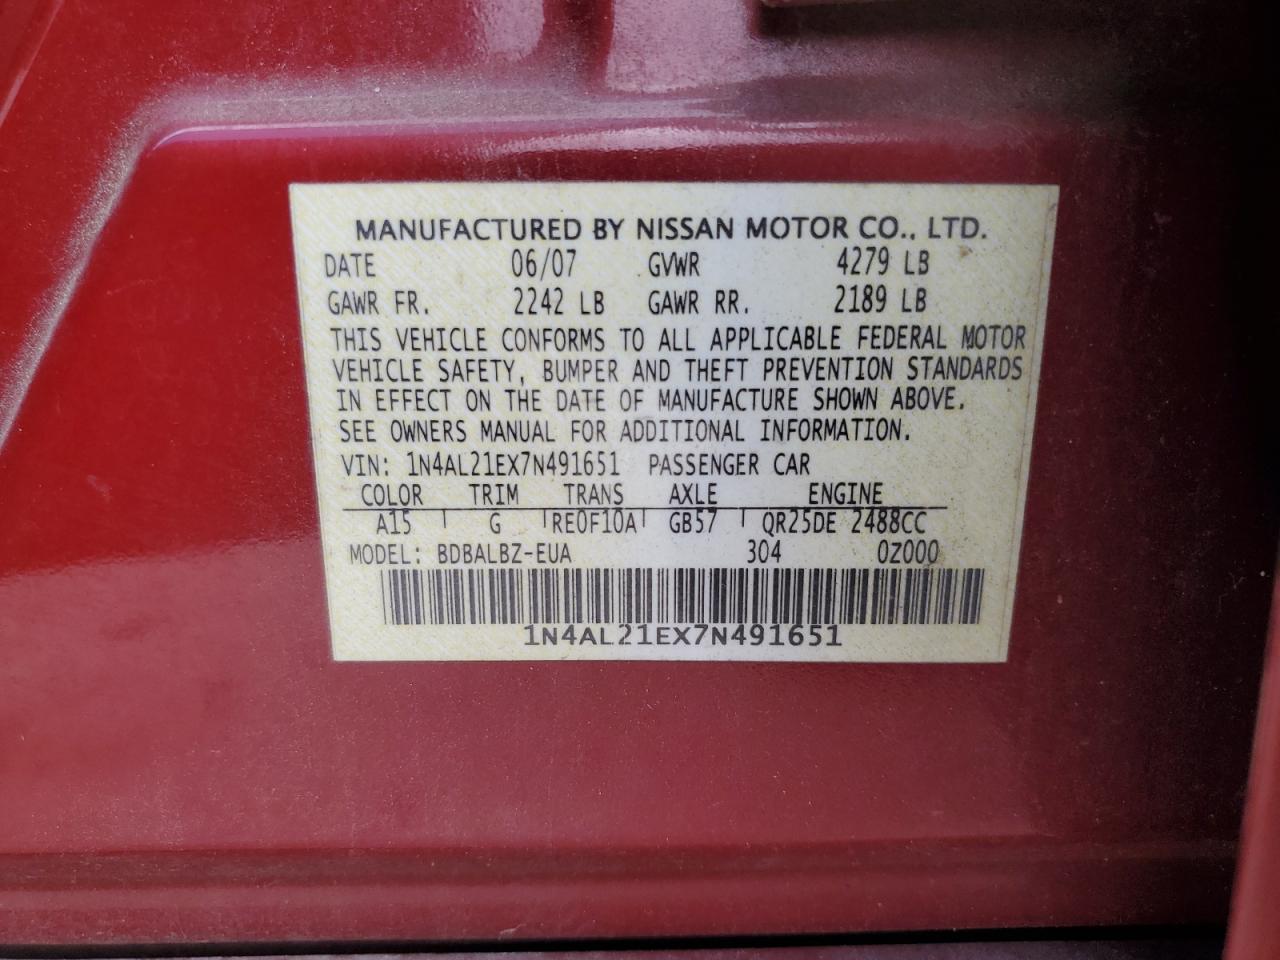 MANUFACTURED BY NISSAN MOTOR CO., LTD.
DATE 06/07 GVWR 4279 LB
GAWR FR. 2242 LB GAWR RR. 2189 LB
THIS VEHICLE CONFORMS TO ALL APPLICABLE FEDERAL MOTOR
VEHICLE SAFETY, BUMPER AND THEFT PREVENTION STANDARDS
IN EFFECT ON THE DATE OF MANUFACTURE SHOWN ABOVE.
SEE OWNERS MANUAL FOR ADDITIONAL INFORMATION.
VIN: 1N4AL21EX7N491651 PASSENGER CAR
COLOR TRIM TRANS AXLE ENGINE
A15 G RE0F10A GB57 QR25DE 2488CC
MODEL: BDBALBZ-EUA 304 0Z000
1N4AL21EX7N491651